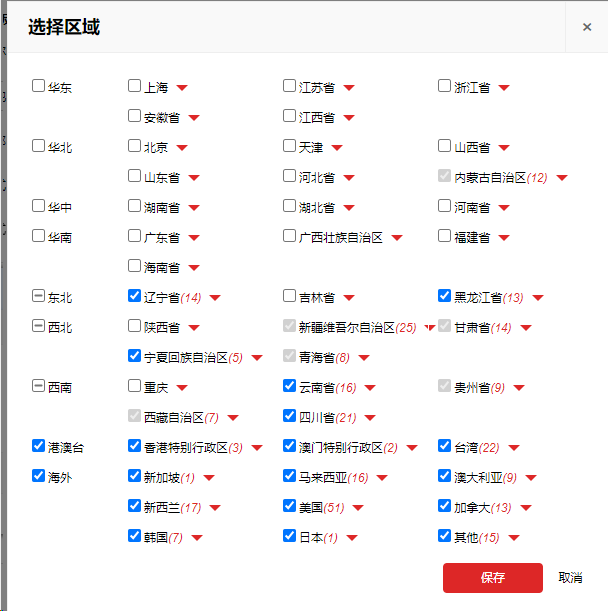 选择区域 ×
华东 上海 江苏省 浙江省
安徽省 江西省
华北 北京 天津 山西省
山东省 河北省 内蒙古自治区(12)
华中 湖南省 湖北省 河南省
华南 广东省 广西壮族自治区 福建省
海南省
东北 辽宁省(14) 吉林省 黑龙江省(13)
西北 陕西省 新疆维吾尔自治区(25) 甘肃省(14)
宁夏回族自治区(5) 青海省(8)
西南 重庆 云南省(16) 贵州省(9)
西藏自治区(7) 四川省(21)
港澳台 香港特别行政区(3) 澳门特别行政区(2) 台湾(22)
海外 新加坡(1) 马来西亚(16) 澳大利亚(9)
新西兰(17) 美国(51) 加拿大(13)
韩国(7) 日本(1) 其他(15)
保存 取消